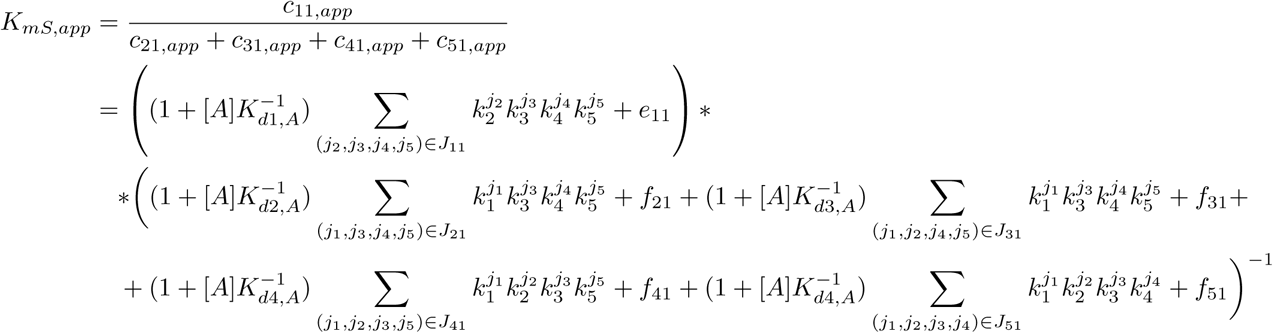 K_{mS,app} = \frac{c_{11,app}}{c_{21,app} + c_{31,app} + c_{41,app} + c_{51,app}}
= \left( (1 + [A]K_{d1,A}^{-1}) \sum_{(j_2,j_3,j_4,j_5) \in J_{11}} k_2^{j_2} k_3^{j_3} k_4^{j_4} k_5^{j_5} + e_{11} \right) *
* \Bigg( (1 + [A]K_{d2,A}^{-1}) \sum_{(j_1,j_3,j_4,j_5) \in J_{21}} k_1^{j_1} k_3^{j_3} k_4^{j_4} k_5^{j_5} + f_{21} + (1 + [A]K_{d3,A}^{-1}) \sum_{(j_1,j_2,j_4,j_5) \in J_{31}} k_1^{j_1} k_3^{j_3} k_4^{j_4} k_5^{j_5} + f_{31} +
+ (1 + [A]K_{d4,A}^{-1}) \sum_{(j_1,j_2,j_3,j_5) \in J_{41}} k_1^{j_1} k_2^{j_2} k_3^{j_3} k_5^{j_5} + f_{41} + (1 + [A]K_{d4,A}^{-1}) \sum_{(j_1,j_2,j_3,j_4) \in J_{51}} k_1^{j_1} k_2^{j_2} k_3^{j_3} k_4^{j_4} + f_{51} \Bigg)^{-1}